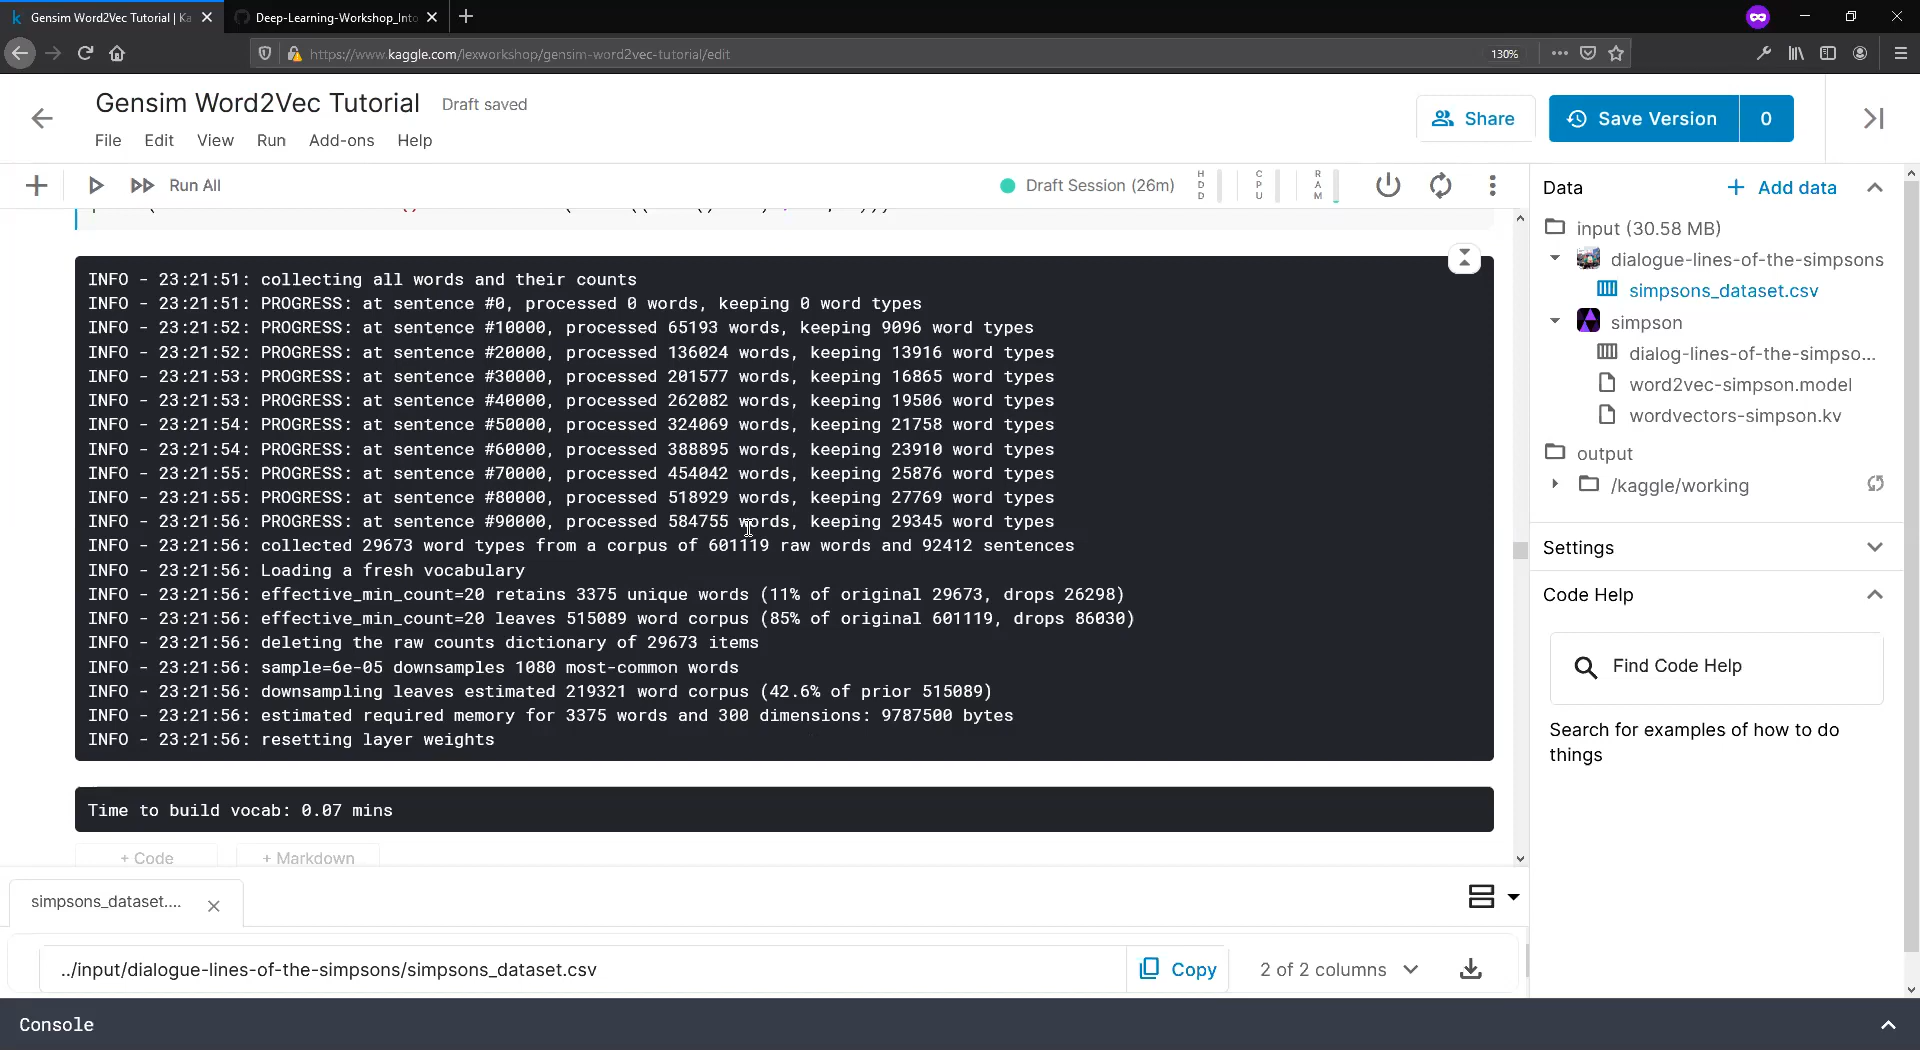 Gensim Word2Vec Tutorial | Ka
Deep-Learning-Workshop_Into
https://www.kaggle.com/lexworkshop/gensim-word2vec-tutorial/edit
130%
Gensim Word2Vec Tutorial
Draft saved
File Edit View Run Add-ons Help
Share
Save Version
0
Run All
Draft Session (26m)
HDD
CPU
RAM
INFO - 23:21:51: collecting all words and their counts
INFO - 23:21:51: PROGRESS: at sentence #0, processed 0 words, keeping 0 word types
INFO - 23:21:52: PROGRESS: at sentence #10000, processed 65193 words, keeping 9096 word types
INFO - 23:21:52: PROGRESS: at sentence #20000, processed 136024 words, keeping 13916 word types
INFO - 23:21:53: PROGRESS: at sentence #30000, processed 201577 words, keeping 16865 word types
INFO - 23:21:53: PROGRESS: at sentence #40000, processed 262082 words, keeping 19506 word types
INFO - 23:21:54: PROGRESS: at sentence #50000, processed 324069 words, keeping 21758 word types
INFO - 23:21:54: PROGRESS: at sentence #60000, processed 388895 words, keeping 23910 word types
INFO - 23:21:55: PROGRESS: at sentence #70000, processed 454042 words, keeping 25876 word types
INFO - 23:21:55: PROGRESS: at sentence #80000, processed 518929 words, keeping 27769 word types
INFO - 23:21:56: PROGRESS: at sentence #90000, processed 584755 words, keeping 29345 word types
INFO - 23:21:56: collected 29673 word types from a corpus of 601119 raw words and 92412 sentences
INFO - 23:21:56: Loading a fresh vocabulary
INFO - 23:21:56: effective_min_count=20 retains 3375 unique words (11% of original 29673, drops 26298)
INFO - 23:21:56: effective_min_count=20 leaves 515089 word corpus (85% of original 601119, drops 86030)
INFO - 23:21:56: deleting the raw counts dictionary of 29673 items
INFO - 23:21:56: sample=6e-05 downsamples 1080 most-common words
INFO - 23:21:56: downsampling leaves estimated 219321 word corpus (42.6% of prior 515089)
INFO - 23:21:56: estimated required memory for 3375 words and 300 dimensions: 9787500 bytes
INFO - 23:21:56: resetting layer weights
Time to build vocab: 0.07 mins
+ Code
+ Markdown
simpsons_dataset....
../input/dialogue-lines-of-the-simpsons/simpsons_dataset.csv
Copy
2 of 2 columns
Console
Data
+ Add data
input (30.58 MB)
dialogue-lines-of-the-simpsons
simpsons_dataset.csv
simpson
dialog-lines-of-the-simpso...
word2vec-simpson.model
wordvectors-simpson.kv
output
/kaggle/working
Settings
Code Help
Find Code Help
Search for examples of how to do
things